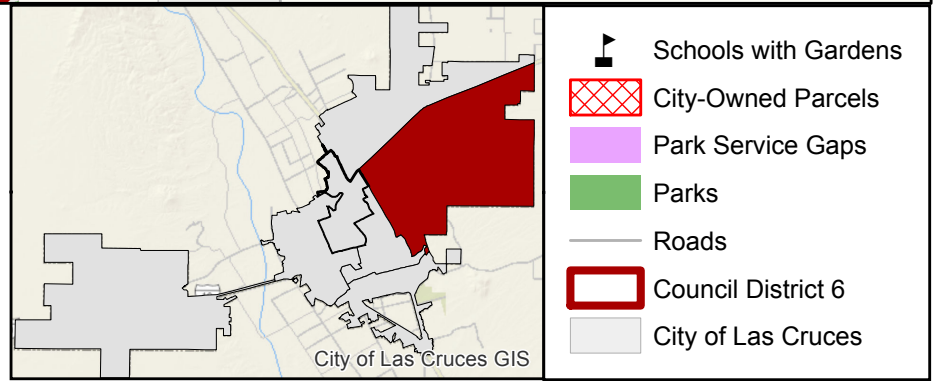 Schools with Gardens
City-Owned Parcels
Park Service Gaps
Parks
Roads
Council District 6
City of Las Cruces
City of Las Cruces GIS